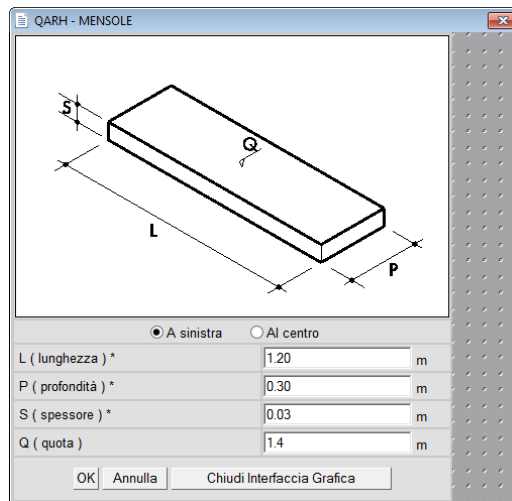 QARH - MENSOLE
S
Q
L
P
A sinistra Al centro
L ( lunghezza ) * 1.20 m
P ( profondità ) * 0.30 m
S ( spessore ) * 0.03 m
Q ( quota ) 1.4 m
OK Annulla Chiudi Interfaccia Grafica